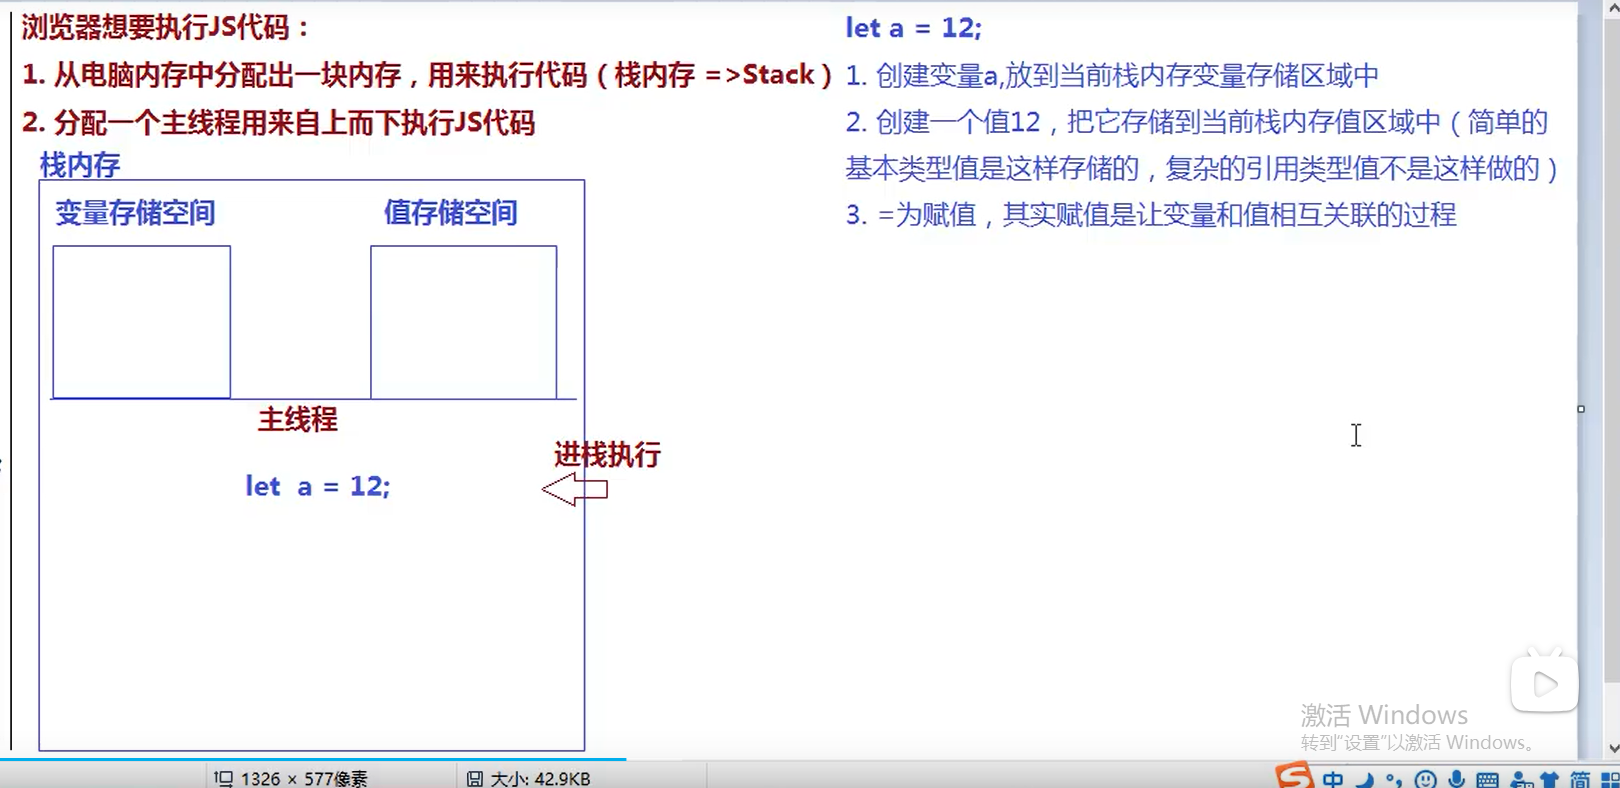 浏览器想要执行JS代码：
1. 从电脑内存中分配出一块内存，用来执行代码（栈内存 =>Stack）
2. 分配一个主线程用来自上而下执行JS代码
栈内存
变量存储空间
值存储空间
主线程
进栈执行
let a = 12;
let a = 12;
1. 创建变量a,放到当前栈内存变量存储区域中
2. 创建一个值12，把它存储到当前栈内存值区域中（简单的
基本类型值是这样存储的，复杂的引用类型值不是这样做的）
3. =为赋值，其实赋值是让变量和值相互关联的过程
激活 Windows
转到“设置”以激活 Windows。
1326 × 577像素
大小: 42.9KB
中
简